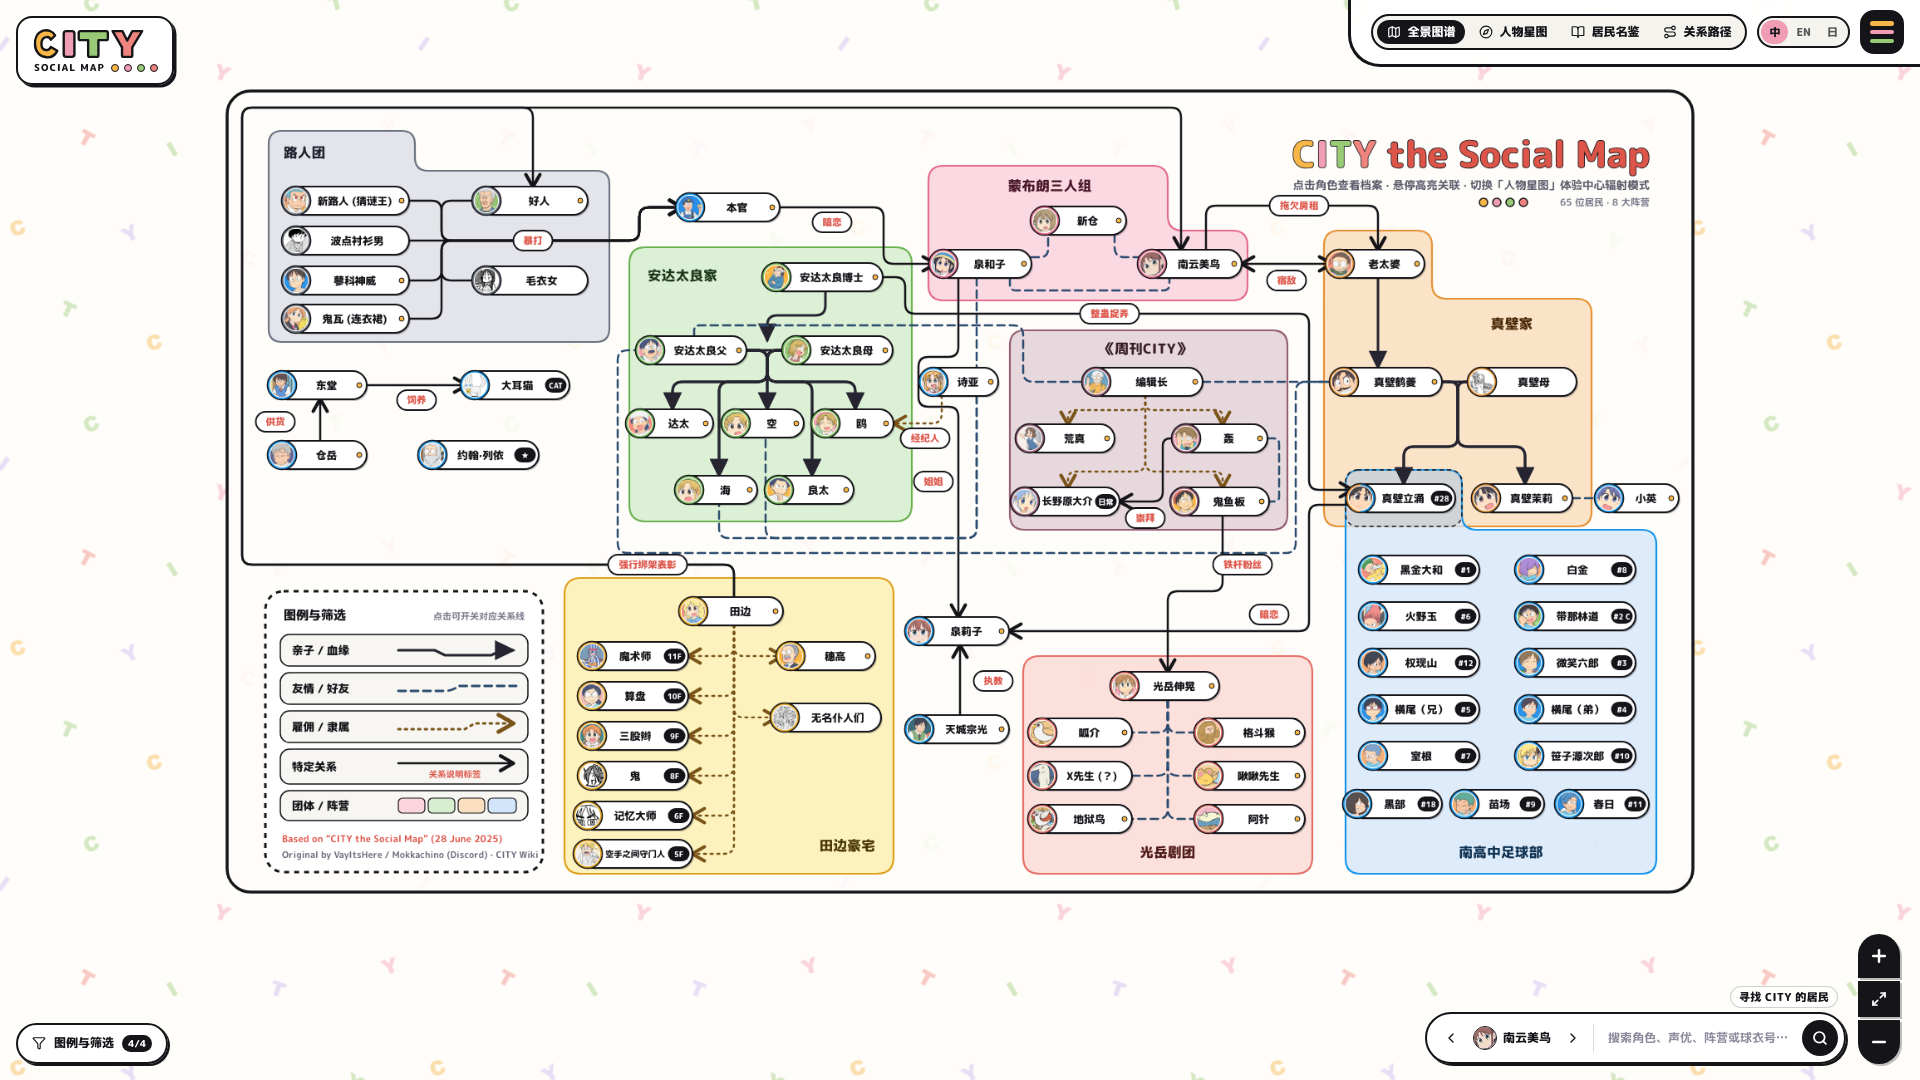 CITY
SOCIAL MAP
全景图谱
人物星图
居民名鉴
关系路径
中
EN
日
CITY the Social Map
点击角色查看档案 · 悬停高亮关联 · 切换「人物星图」体验中心辐射模式
65 位居民 · 8 大阵营
路人团
新路人 (猜谜王)
好人
波点衬衫男
暴打
蓼科神威
毛衣女
鬼瓦 (连衣裙)
本官
暗恋
东堂
饲养
大耳猫
CAT
供货
仓岳
约翰·列侬
★
安达太良家
安达太良博士
安达太良父
安达太良母
达太
空
鸥
海
良太
蒙布朗三人组
新仓
泉和子
南云美鸟
拖欠房租
宿敌
整蛊捉弄
诗亚
经纪人
姐姐
《周刊CITY》
编辑长
荒真
轰
长野原大介
日常
崇拜
鬼鱼板
铁杆粉丝
老太婆
真壁家
真壁鹤菱
真壁母
真壁立涌
#28
真壁茉莉
小英
强行绑架表彰
田边
魔术师
11F
穗高
算盘
10F
无名仆人们
三股辫
9F
鬼
8F
记忆大师
6F
空手之间守门人
5F
田边豪宅
泉莉子
暗恋
执教
天城宗光
光岳伸晃
呱介
格斗猴
X先生 (？)
啾啾先生
地狱鸟
阿针
光岳剧团
黑金大和
#1
白金
#8
火野玉
#6
带那林道
#2 C
权现山
#12
微笑六郎
#3
横尾（兄）
#5
横尾（弟）
#4
室根
#7
笹子源次郎
#10
黑部
#18
苗场
#9
春日
#11
南高中足球部
图例与筛选
点击可开关对应关系线
亲子 / 血缘
友情 / 好友
雇佣 / 隶属
特定关系
关系说明标签
团体 / 阵营
Based on “CITY the Social Map” (28 June 2025)
Original by VayItsHere / Mokkachino (Discord) · CITY Wiki
图例与筛选
4/4
寻找 CITY 的居民
南云美鸟
搜索角色、声优、阵营或球衣号…